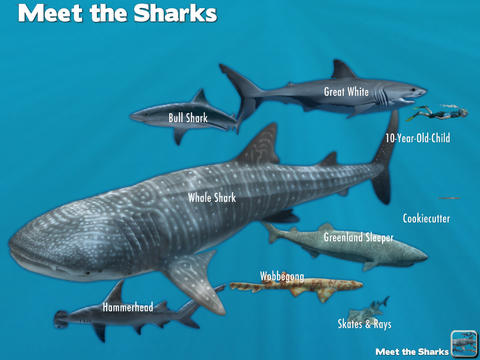 Meet the Sharks
Great White
Bull Shark
10-Year-Old-Child
Whale Shark
Cookiecutter
Greenland Sleeper
Wobbegong
Hammerhead
Skates & Rays
Meet the Sharks